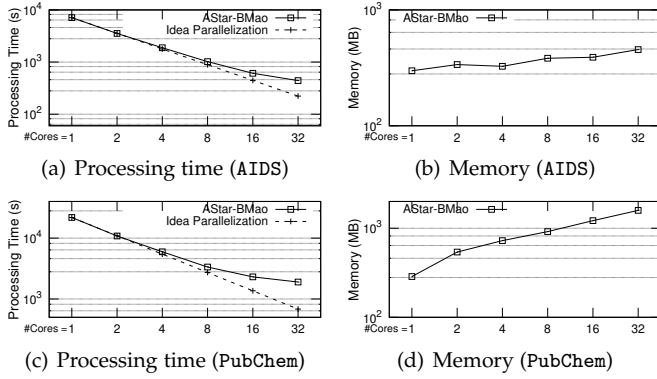 10^4
10^3
10^2
Processing Time (s)
AStar-BMao
Idea Parallelization
#Cores = 1 2 4 8 16 32
(a) Processing time (AIDS)
10^3
10^2
Memory (MB)
AStar-BMao
#Cores = 1 2 4 8 16 32
(b) Memory (AIDS)
10^4
10^3
Processing Time (s)
AStar-BMao
Idea Parallelization
#Cores = 1 2 4 8 16 32
(c) Processing time (PubChem)
10^3
10^2
Memory (MB)
AStar-BMao
#Cores = 1 2 4 8 16 32
(d) Memory (PubChem)